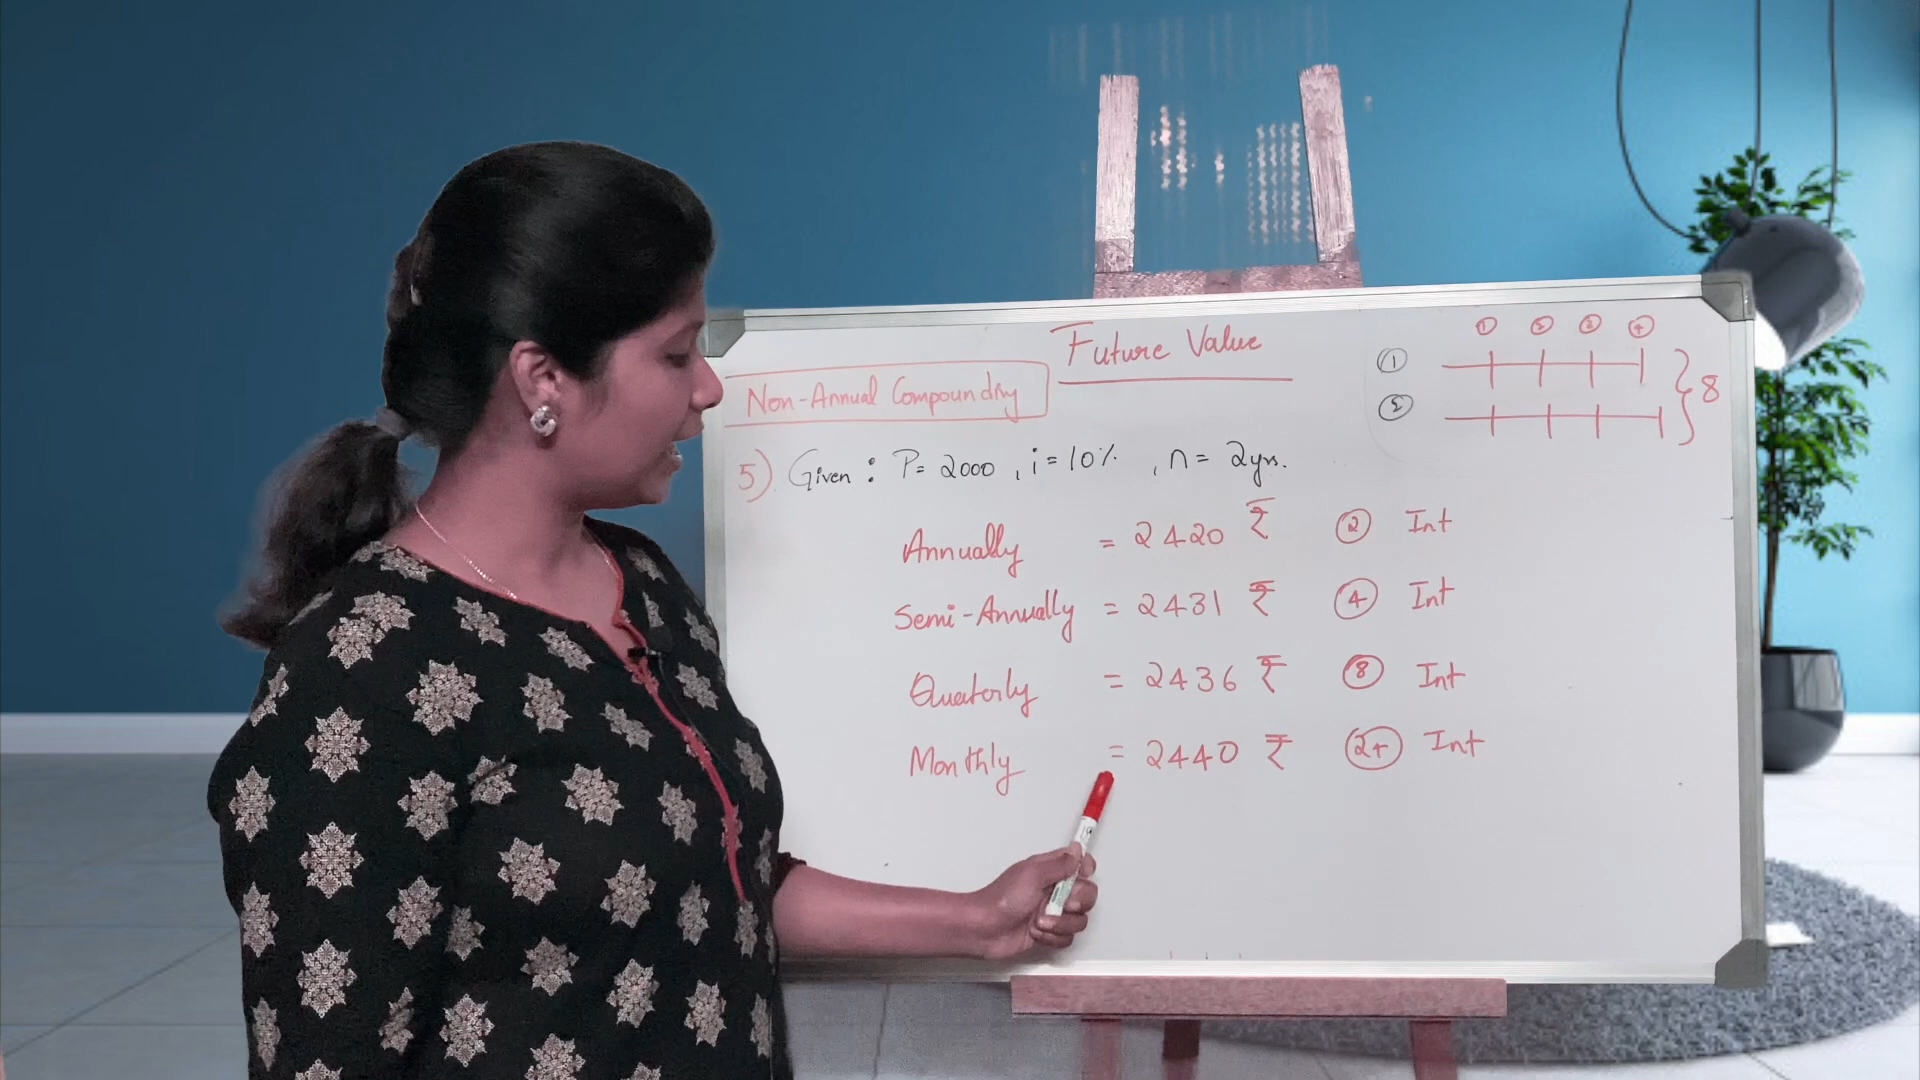 Future Value
Non-Annual Compounding
① ② ③ ④
①
② 8
5) Given : P= 2000 , i = 10% , n = 2yrs.
Annually = 2420 ₹ ② Int
Semi-Annually = 2431 ₹ ④ Int
Quaterly = 2436 ₹ ⑧ Int
Monthly = 2440 ₹ 24 Int